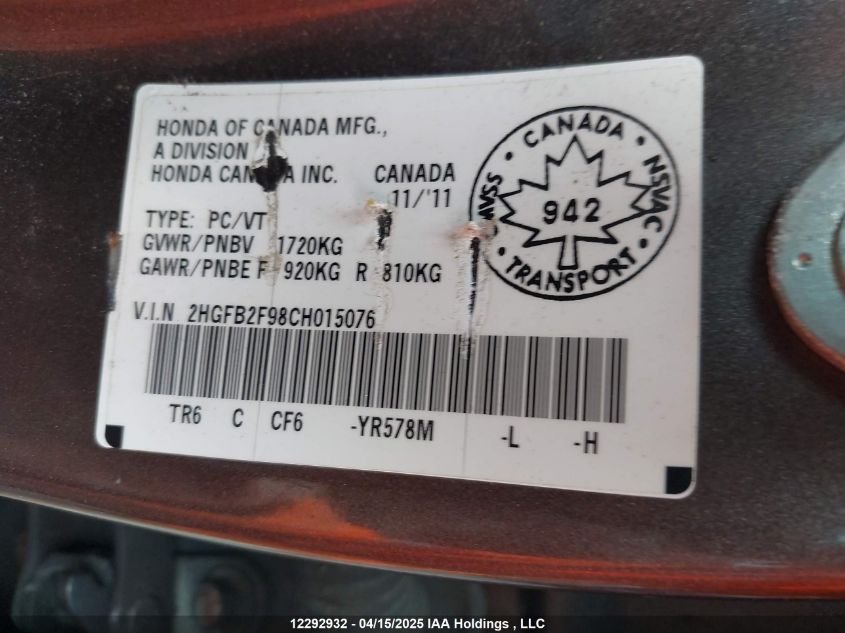 HONDA OF CANADA MFG.,
A DIVISION
HONDA CANADA INC. CANADA
11/'11
TYPE: PC/VT
GVWR/PNBV 1720KG
GAWR/PNBE F 920KG R 810KG
V.I.N 2HGFB2F98CH015076
TR6 C CF6 -YR578M -L -H
• CANADA •
NSVAC
942
CMVSS
• TRANSPORT •
12292932 - 04/15/2025 IAA Holdings , LLC